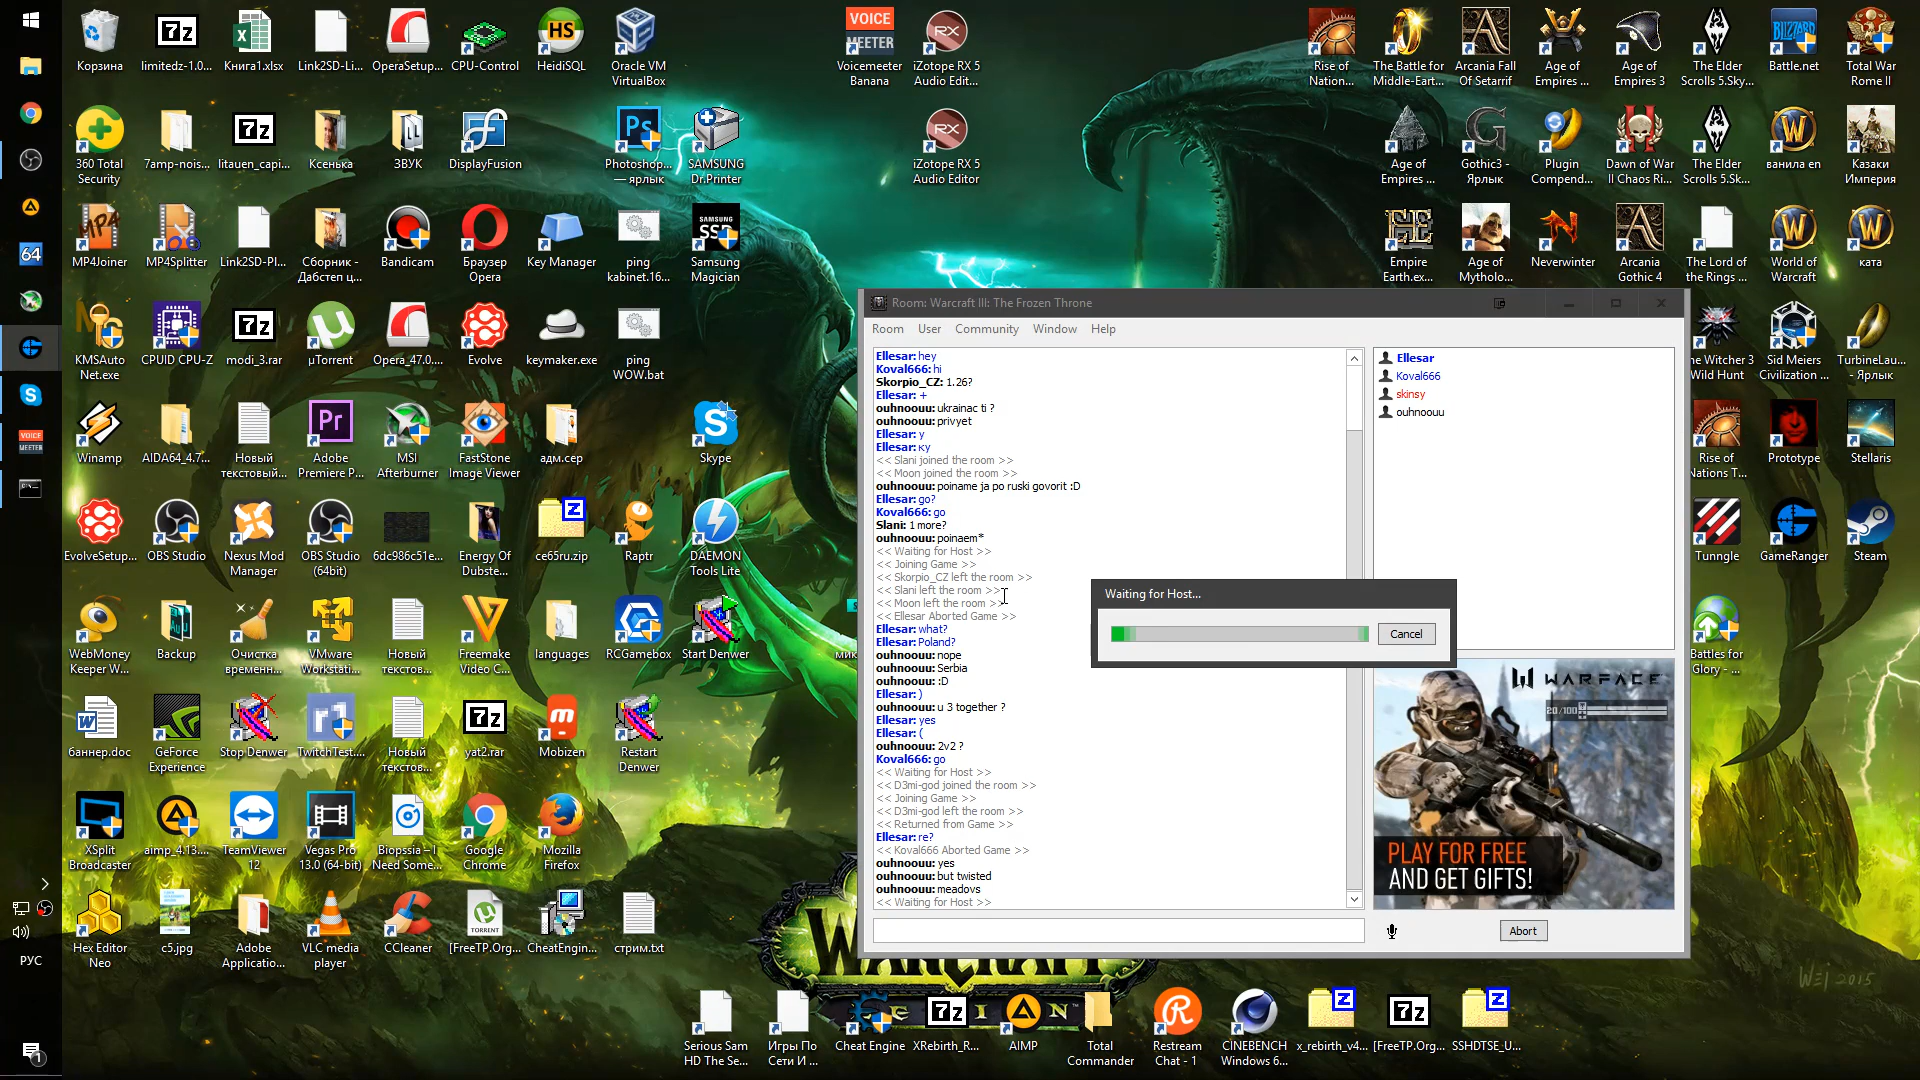 Корзина
limitedz-1.0...
Книга1.xlsx
Link2SD-Li...
OperaSetup...
CPU-Control
HeidiSQL
Oracle VM
VirtualBox
VOICE
MEETER
Voicemeeter
Banana
iZotope RX 5
Audio Edit...
Rise of
Nation...
The Battle for
Middle-Eart...
Arcania Fall
Of Setarrif
Age of
Empires ...
Age of
Empires 3
The Elder
Scrolls 5.Sky...
Battle.net
Total War
Rome II
360 Total
Security
7amp-nois...
litauen_capi...
Ксенька
ЗВУК
DisplayFusion
Photoshop...
— ярлык
SAMSUNG
Dr.Printer
iZotope RX 5
Audio Editor
Age of
Empires ...
Gothic3 -
Ярлык
Plugin
Compend...
Dawn of War
II Chaos Ri...
The Elder
Scrolls 5.Sk...
ванила en
Казаки
Империя
MP4Joiner
MP4Splitter
Link2SD-Pl...
Сборник -
Дабстеп ц...
Bandicam
Браузер
Opera
Key Manager
ping
kabinet.16...
Samsung
Magician
Empire
Earth.ex...
Age of
Mytholo...
Neverwinter
Arcania
Gothic 4
The Lord of
the Rings ...
World of
Warcraft
ката
KMSAuto
Net.exe
CPUID CPU-Z
modi_3.rar
µTorrent
Opera_47.0....
Evolve
keymaker.exe
ping
WOW.bat
he Witcher 3
Wild Hunt
Sid Meiers
Civilization ...
TurbineLau...
- Ярлык
Winamp
AIDA64_4.7...
Новый
текстовый...
Adobe
Premiere P...
MSI
Afterburner
FastStone
Image Viewer
адм.сер
Skype
Rise of
Nations T...
Prototype
Stellaris
EvolveSetup...
OBS Studio
Nexus Mod
Manager
OBS Studio
(64bit)
6dc986c51e...
Energy Of
Dubste...
ce65ru.zip
Raptr
DAEMON
Tools Lite
Tunngle
GameRanger
Steam
WebMoney
Keeper W...
Backup
Очистка
временн...
VMware
Workstati...
Новый
текстов...
Freemake
Video C...
languages
RCGamebox
Start Denwer
Battles for
Glory - ...
баннер.doc
GeForce
Experience
Stop Denwer
TwitchTest....
Новый
текстов...
yat2.rar
Mobizen
Restart
Denwer
XSplit
Broadcaster
aimp_4.13....
TeamViewer
12
Vegas Pro
13.0 (64-bit)
Biopssia – I
Need Some...
Google
Chrome
Mozilla
Firefox
Hex Editor
Neo
c5.jpg
Adobe
Applicatio...
VLC media
player
CCleaner
[FreeTP.Org...
CheatEngin...
стрим.txt
Serious Sam
HD The Se...
Игры По
Сети И ...
Cheat Engine
XRebirth_R...
AIMP
Total
Commander
Restream
Chat - 1
CINEBENCH
Windows 6...
x_rebirth_v4...
[FreeTP.Org...
SSHDTSE_U...
РУС
Room: Warcraft III: The Frozen Throne
Room User Community Window Help
Ellesar: hey
Koval666: hi
Skorpio_CZ: 1.26?
Ellesar: +
ouhnoouu: ukrainac ti ?
ouhnoouu: privyet
Ellesar: y
Ellesar: ку
<< Slani joined the room >>
<< Moon joined the room >>
ouhnoouu: poiname ja po ruski govorit :D
Ellesar: go?
Koval666: go
Slani: 1 more?
ouhnoouu: poinaem*
<< Waiting for Host >>
<< Joining Game >>
<< Skorpio_CZ left the room >>
<< Slani left the room >>
<< Moon left the room >>
<< Ellesar Aborted Game >>
Ellesar: what?
Ellesar: Poland?
ouhnoouu: nope
ouhnoouu: Serbia
ouhnoouu: :D
Ellesar: )
ouhnoouu: u 3 together ?
Ellesar: yes
Ellesar: (
ouhnoouu: 2v2 ?
Koval666: go
<< Waiting for Host >>
<< D3mi-god joined the room >>
<< Joining Game >>
<< D3mi-god left the room >>
<< Returned from Game >>
Ellesar: re?
<< Koval666 Aborted Game >>
ouhnoouu: yes
ouhnoouu: but twisted
ouhnoouu: meadovs
<< Waiting for Host >>
Ellesar
Koval666
skinsy
ouhnoouu
Waiting for Host...
Cancel
WARFACE
20/100
PLAY FOR FREE
AND GET GIFTS!
Abort
WEI 2015